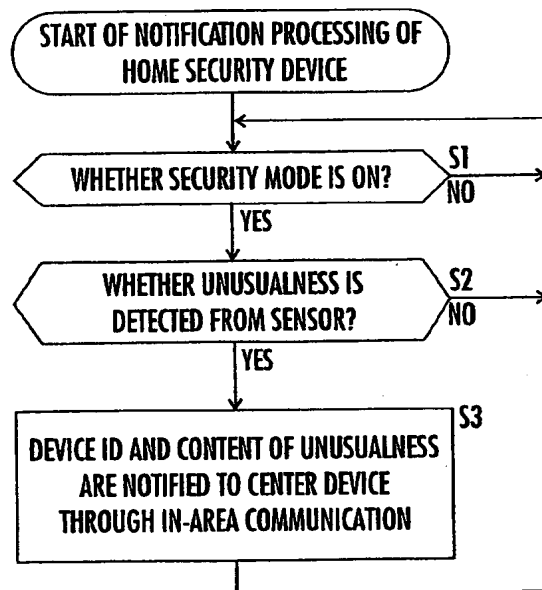 START OF NOTIFICATION PROCESSING OF
HOME SECURITY DEVICE
WHETHER SECURITY MODE IS ON?
S1
NO
YES
WHETHER UNUSUALNESS IS
DETECTED FROM SENSOR?
S2
NO
YES
S3
DEVICE ID AND CONTENT OF UNUSUALNESS
ARE NOTIFIED TO CENTER DEVICE
THROUGH IN-AREA COMMUNICATION